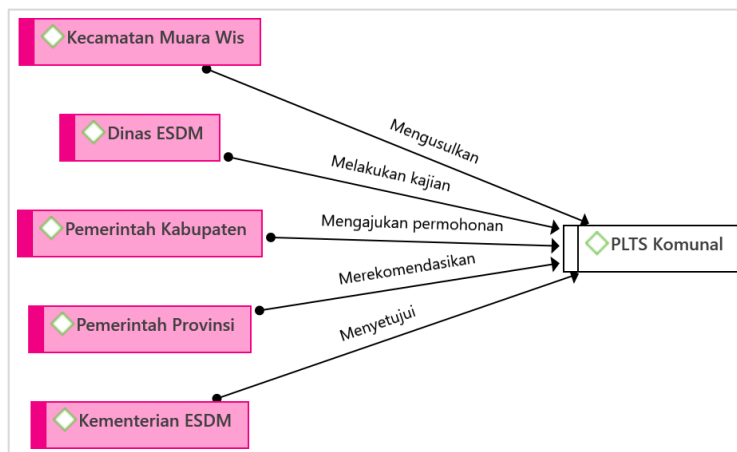 Kecamatan Muara Wis
Mengusulkan
Dinas ESDM
Melakukan kajian
Pemerintah Kabupaten
Mengajukan permohonan
PLTS Komunal
Merekomendasikan
Pemerintah Provinsi
Menyetujui
Kementerian ESDM